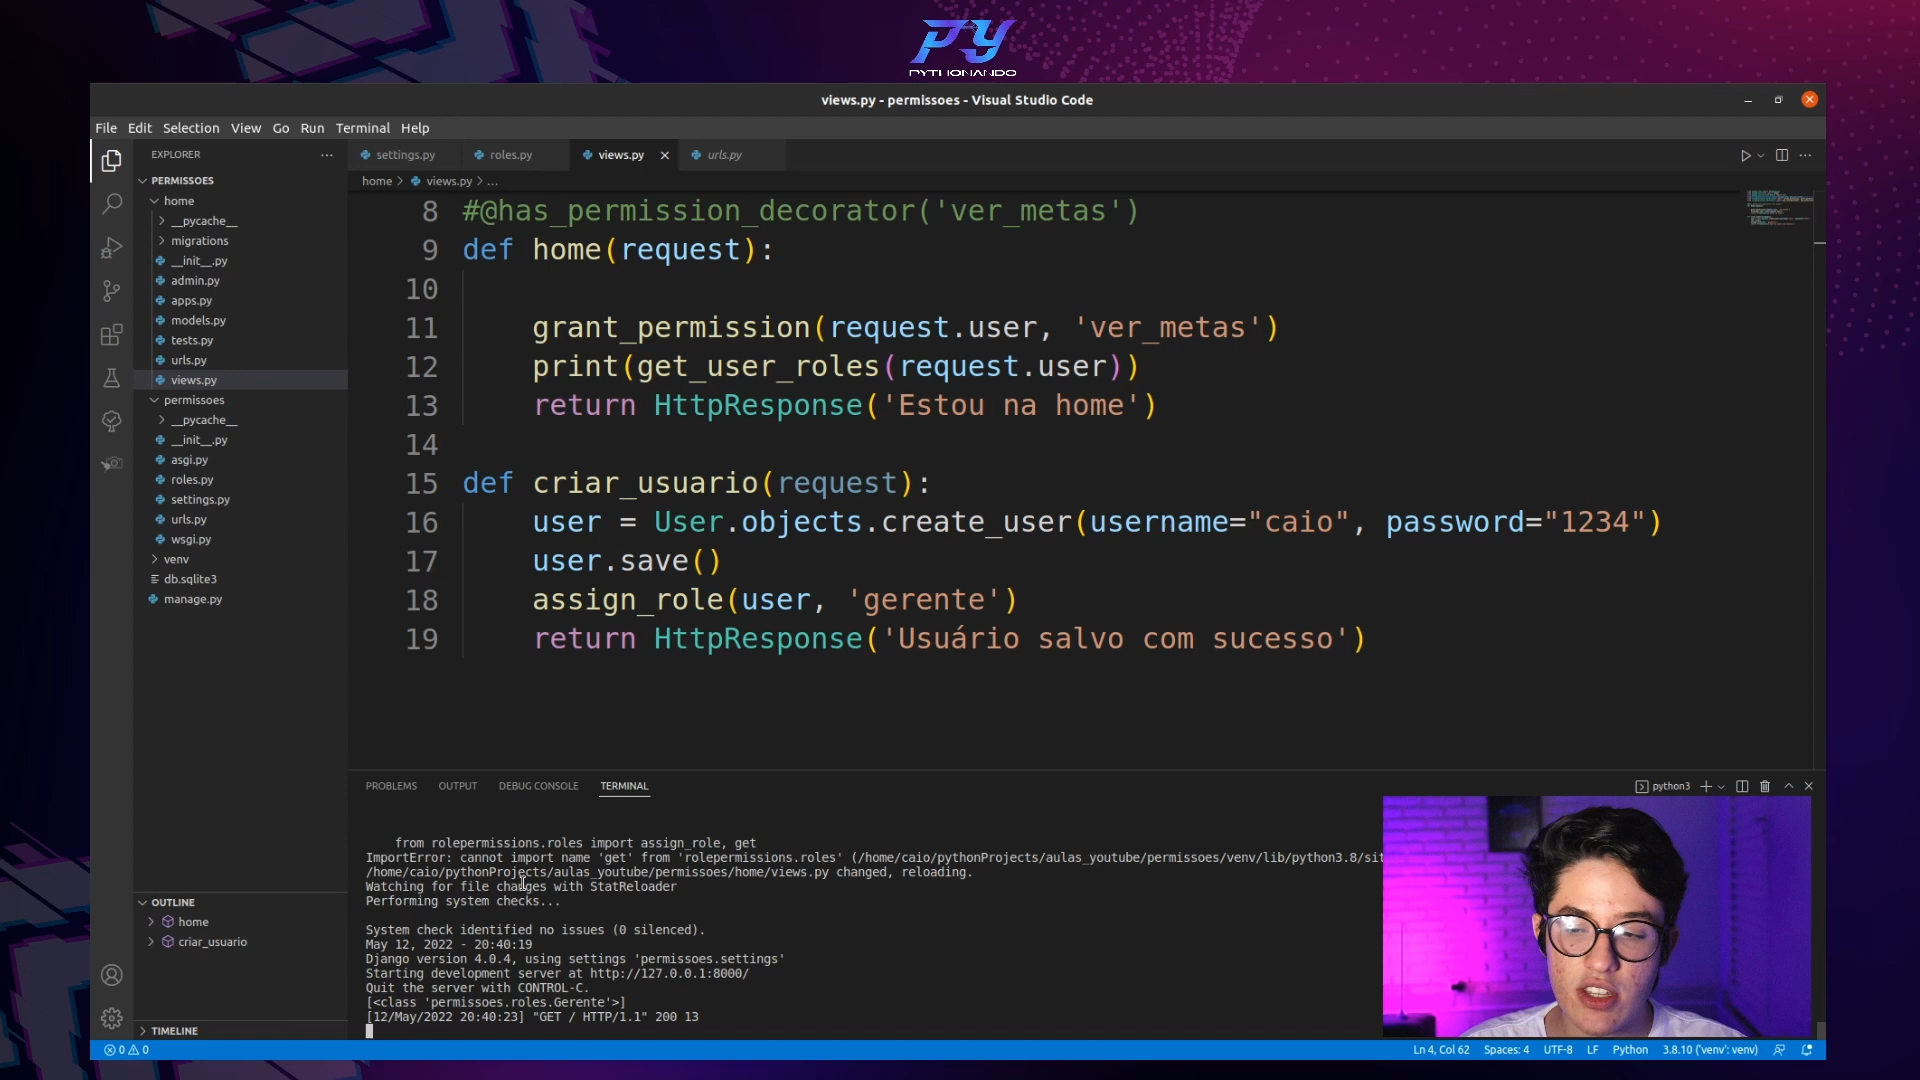 PYTHONANDO
views.py - permissoes - Visual Studio Code
File Edit Selection View Go Run Terminal Help
EXPLORER
PERMISSOES
home
__pycache__
migrations
__init__.py
admin.py
apps.py
models.py
tests.py
urls.py
views.py
permissoes
__pycache__
__init__.py
asgi.py
roles.py
settings.py
urls.py
wsgi.py
venv
db.sqlite3
manage.py
OUTLINE
home
criar_usuario
TIMELINE
settings.py roles.py views.py urls.py
home > views.py > ...
8 #@has_permission_decorator('ver_metas')
9 def home(request):
10
11 grant_permission(request.user, 'ver_metas')
12 print(get_user_roles(request.user))
13 return HttpResponse('Estou na home')
14
15 def criar_usuario(request):
16 user = User.objects.create_user(username="caio", password="1234")
17 user.save()
18 assign_role(user, 'gerente')
19 return HttpResponse('Usuário salvo com sucesso')
PROBLEMS OUTPUT DEBUG CONSOLE TERMINAL
python3
from rolepermissions.roles import assign_role, get
ImportError: cannot import name 'get' from 'rolepermissions.roles' (/home/caio/pythonProjects/aulas_youtube/permissoes/venv/lib/python3.8/sit
/home/caio/pythonProjects/aulas_youtube/permissoes/home/views.py changed, reloading.
Watching for file changes with StatReloader
Performing system checks...
System check identified no issues (0 silenced).
May 12, 2022 - 20:40:19
Django version 4.0.4, using settings 'permissoes.settings'
Starting development server at http://127.0.0.1:8000/
Quit the server with CONTROL-C.
[<class 'permissoes.roles.Gerente'>]
[12/May/2022 20:40:23] "GET / HTTP/1.1" 200 13
0 0
Ln 4, Col 62 Spaces: 4 UTF-8 LF Python 3.8.10 ('venv': venv)